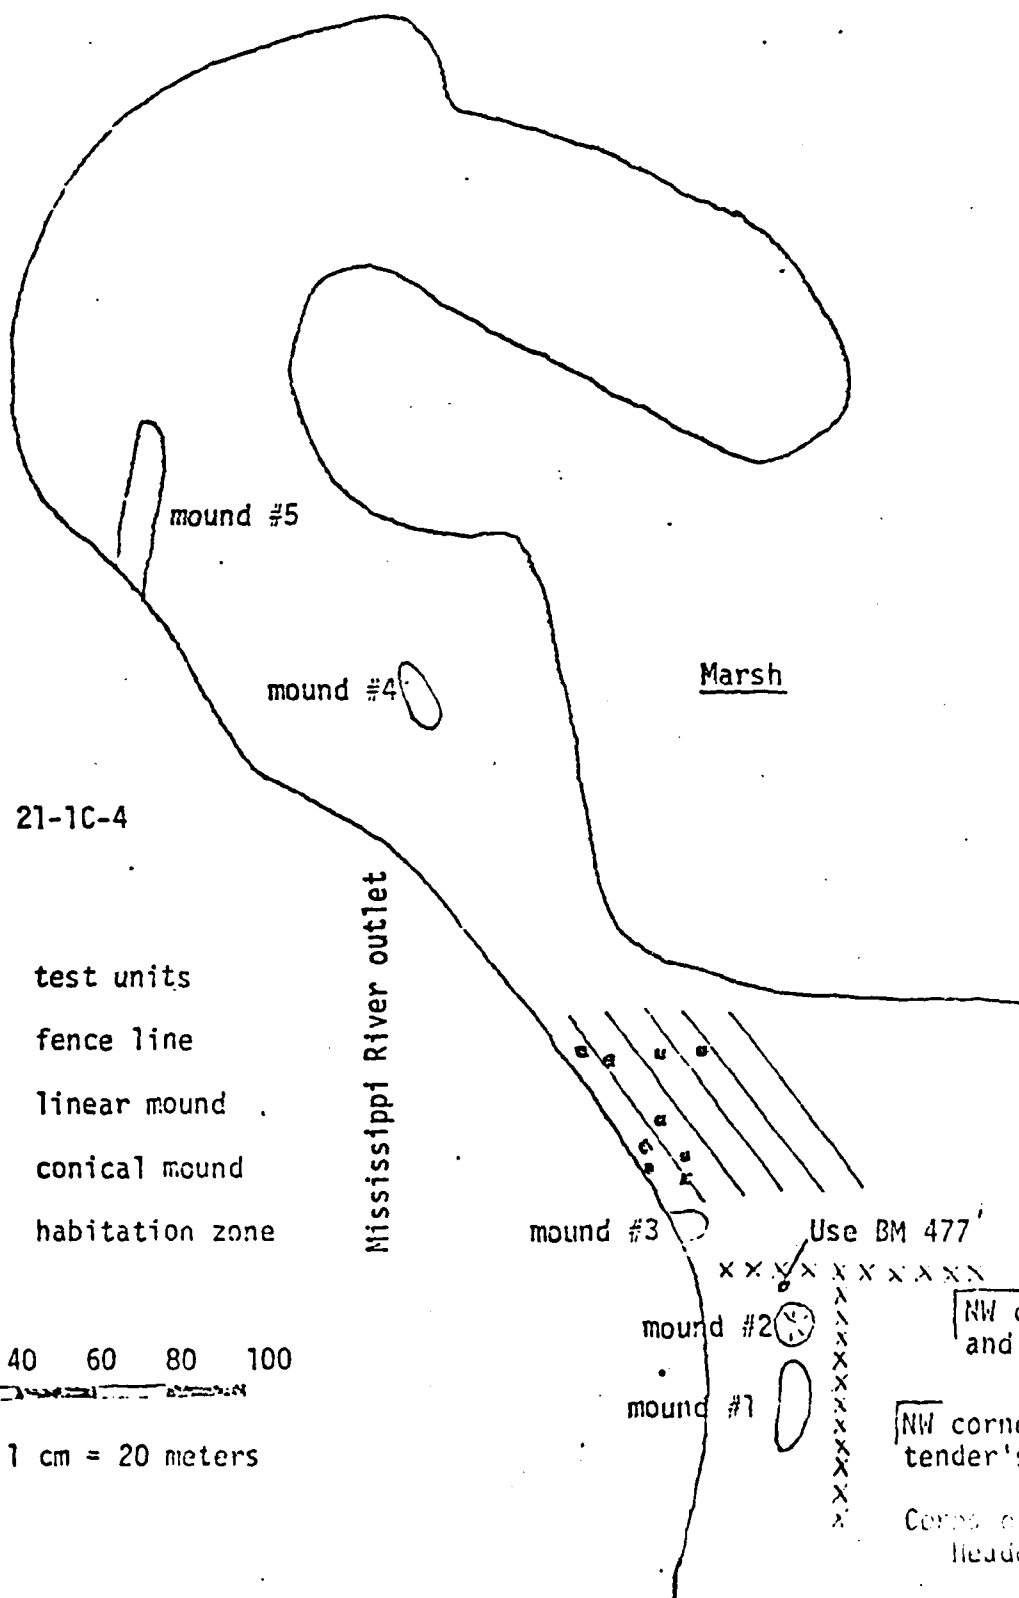 mound #5
mound #4
Marsh
21-1C-4
Mississippi River outlet
test units
fence line
linear mound
conical mound
habitation zone
mound #3
Use BM 477'
mound #2
NW
and
40 60 80 100
mound #1
1 cm = 20 meters
NW corne
tender's